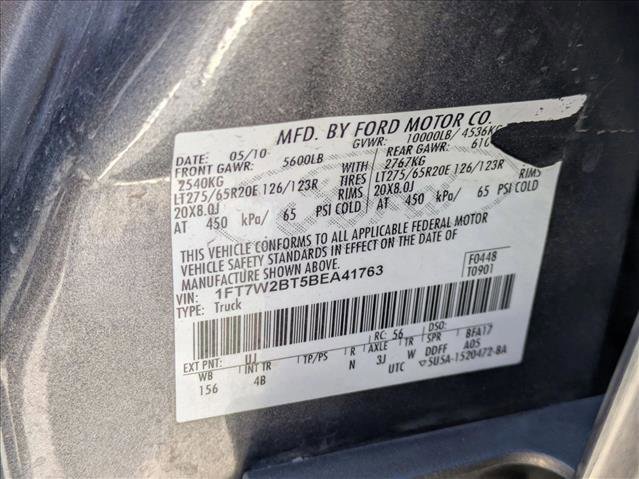 MFD. BY FORD MOTOR CO.
DATE: 05/10 GVWR: 10000LB/ 4536KG
FRONT GAWR: 5600LB REAR GAWR: 610
2540KG WITH 2767KG
LT275/65R20E 126/123R TIRES LT275/65R20E 126/123R
20X8.0J RIMS 20X8.0J RIMS
AT 450 kPa/ 65 PSI COLD AT 450 kPa/ 65 PSI COLD
THIS VEHICLE CONFORMS TO ALL APPLICABLE FEDERAL MOTOR
VEHICLE SAFETY STANDARDS IN EFFECT ON THE DATE OF
MANUFACTURE SHOWN ABOVE.
VIN: 1FT7W2BT5BEA41763 F0448
TYPE: Truck T0901
RC: 56 DSO:
EXT PNT: UJ TP/PS R AXLE TR SPR BFA17
WB INT TR N 3J W DDFF A05
156 4B UTC ▽5U5A-1520472-BA